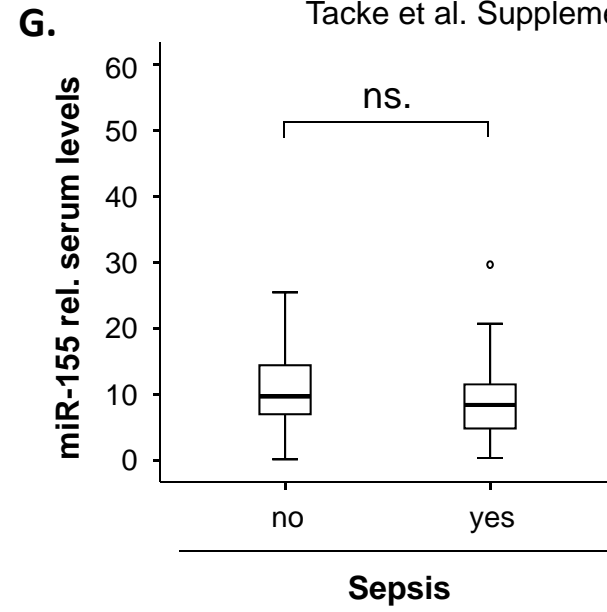 Tacke et al. Suppleme
G.
miR-155 rel. serum levels
60
50
40
30
20
10
0
ns.
no yes
Sepsis